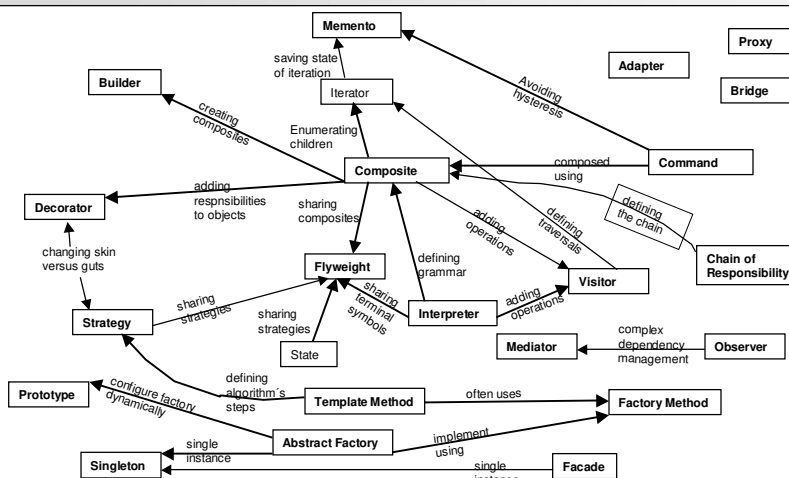 Memento
Proxy
saving state
of iteration
Adapter
Builder
Iterator
Avoiding
hysteresis
Bridge
creating
composites
Enumerating
children
Composite
composed
using
Command
adding
respnsibilities
to objects
Decorator
sharing
composites
adding
operations
defining
traversals
defining
the chain
changing skin
versus guts
defining
grammar
Chain of
Responsibility
Flyweight
Visitor
sharing
strategies
sharing
terminal
symbols
adding
operations
Strategy
sharing
strategies
Interpreter
State
Mediator
complex
dependency
management
Observer
Prototype
configure factory
dynamically
defining
algorithm´s
steps
Template Method
often uses
Factory Method
Abstract Factory
implement
using
single
instance
Singleton
single
instance
Facade